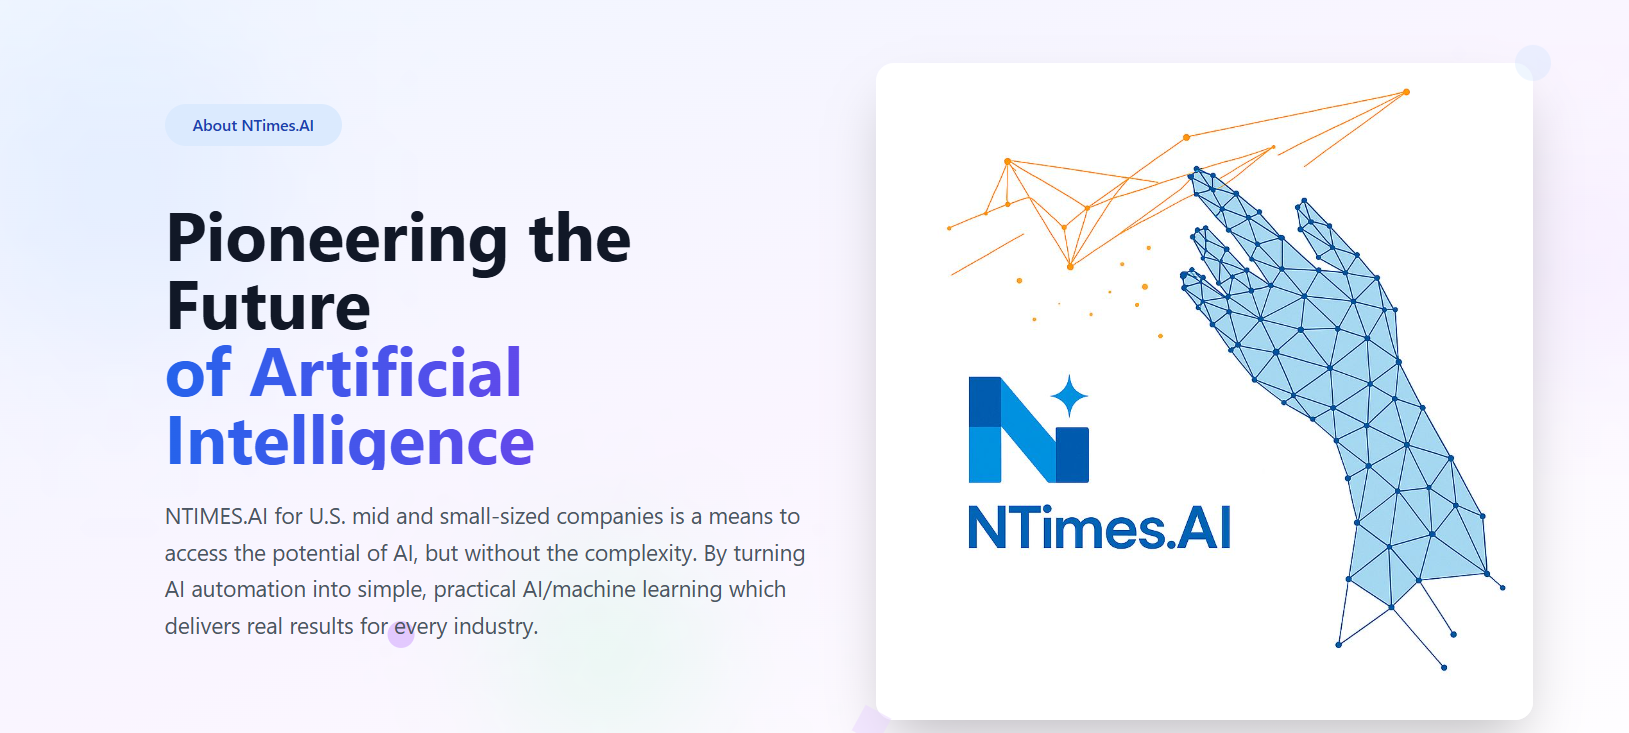 About NTimes.AI
Pioneering the
Future
of Artificial
Intelligence
NTIMES.AI for U.S. mid and small-sized companies is a means to
access the potential of AI, but without the complexity. By turning
AI automation into simple, practical AI/machine learning which
delivers real results for every industry.
N
NTimes.AI